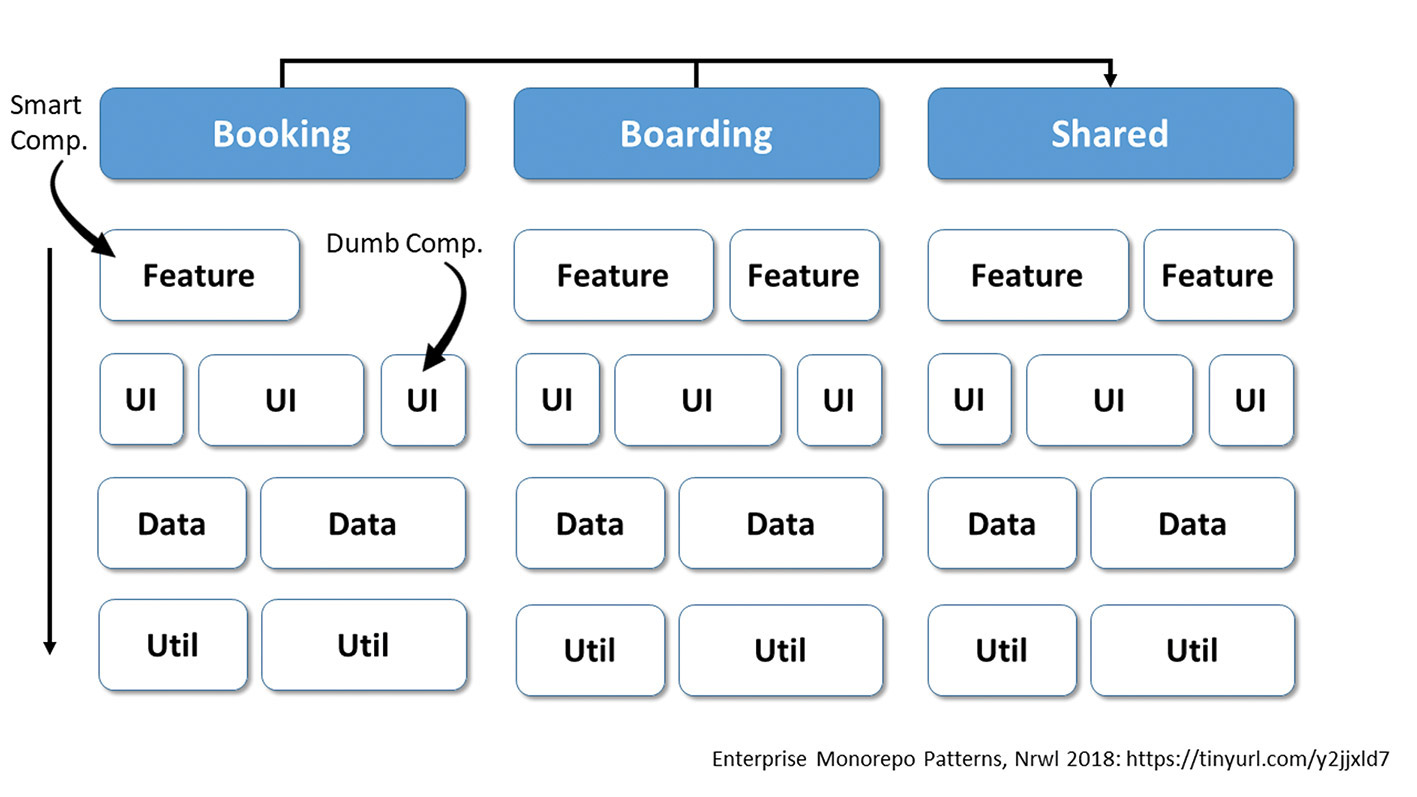 Smart
Comp.
Booking
Boarding
Shared
Dumb Comp.
Feature
Feature
Feature
Feature
Feature
UI
UI
UI
UI
UI
UI
UI
UI
UI
Data
Data
Data
Data
Data
Data
Util
Util
Util
Util
Util
Util
Enterprise Monorepo Patterns, Nrwl 2018: https://tinyurl.com/y2jjxld7